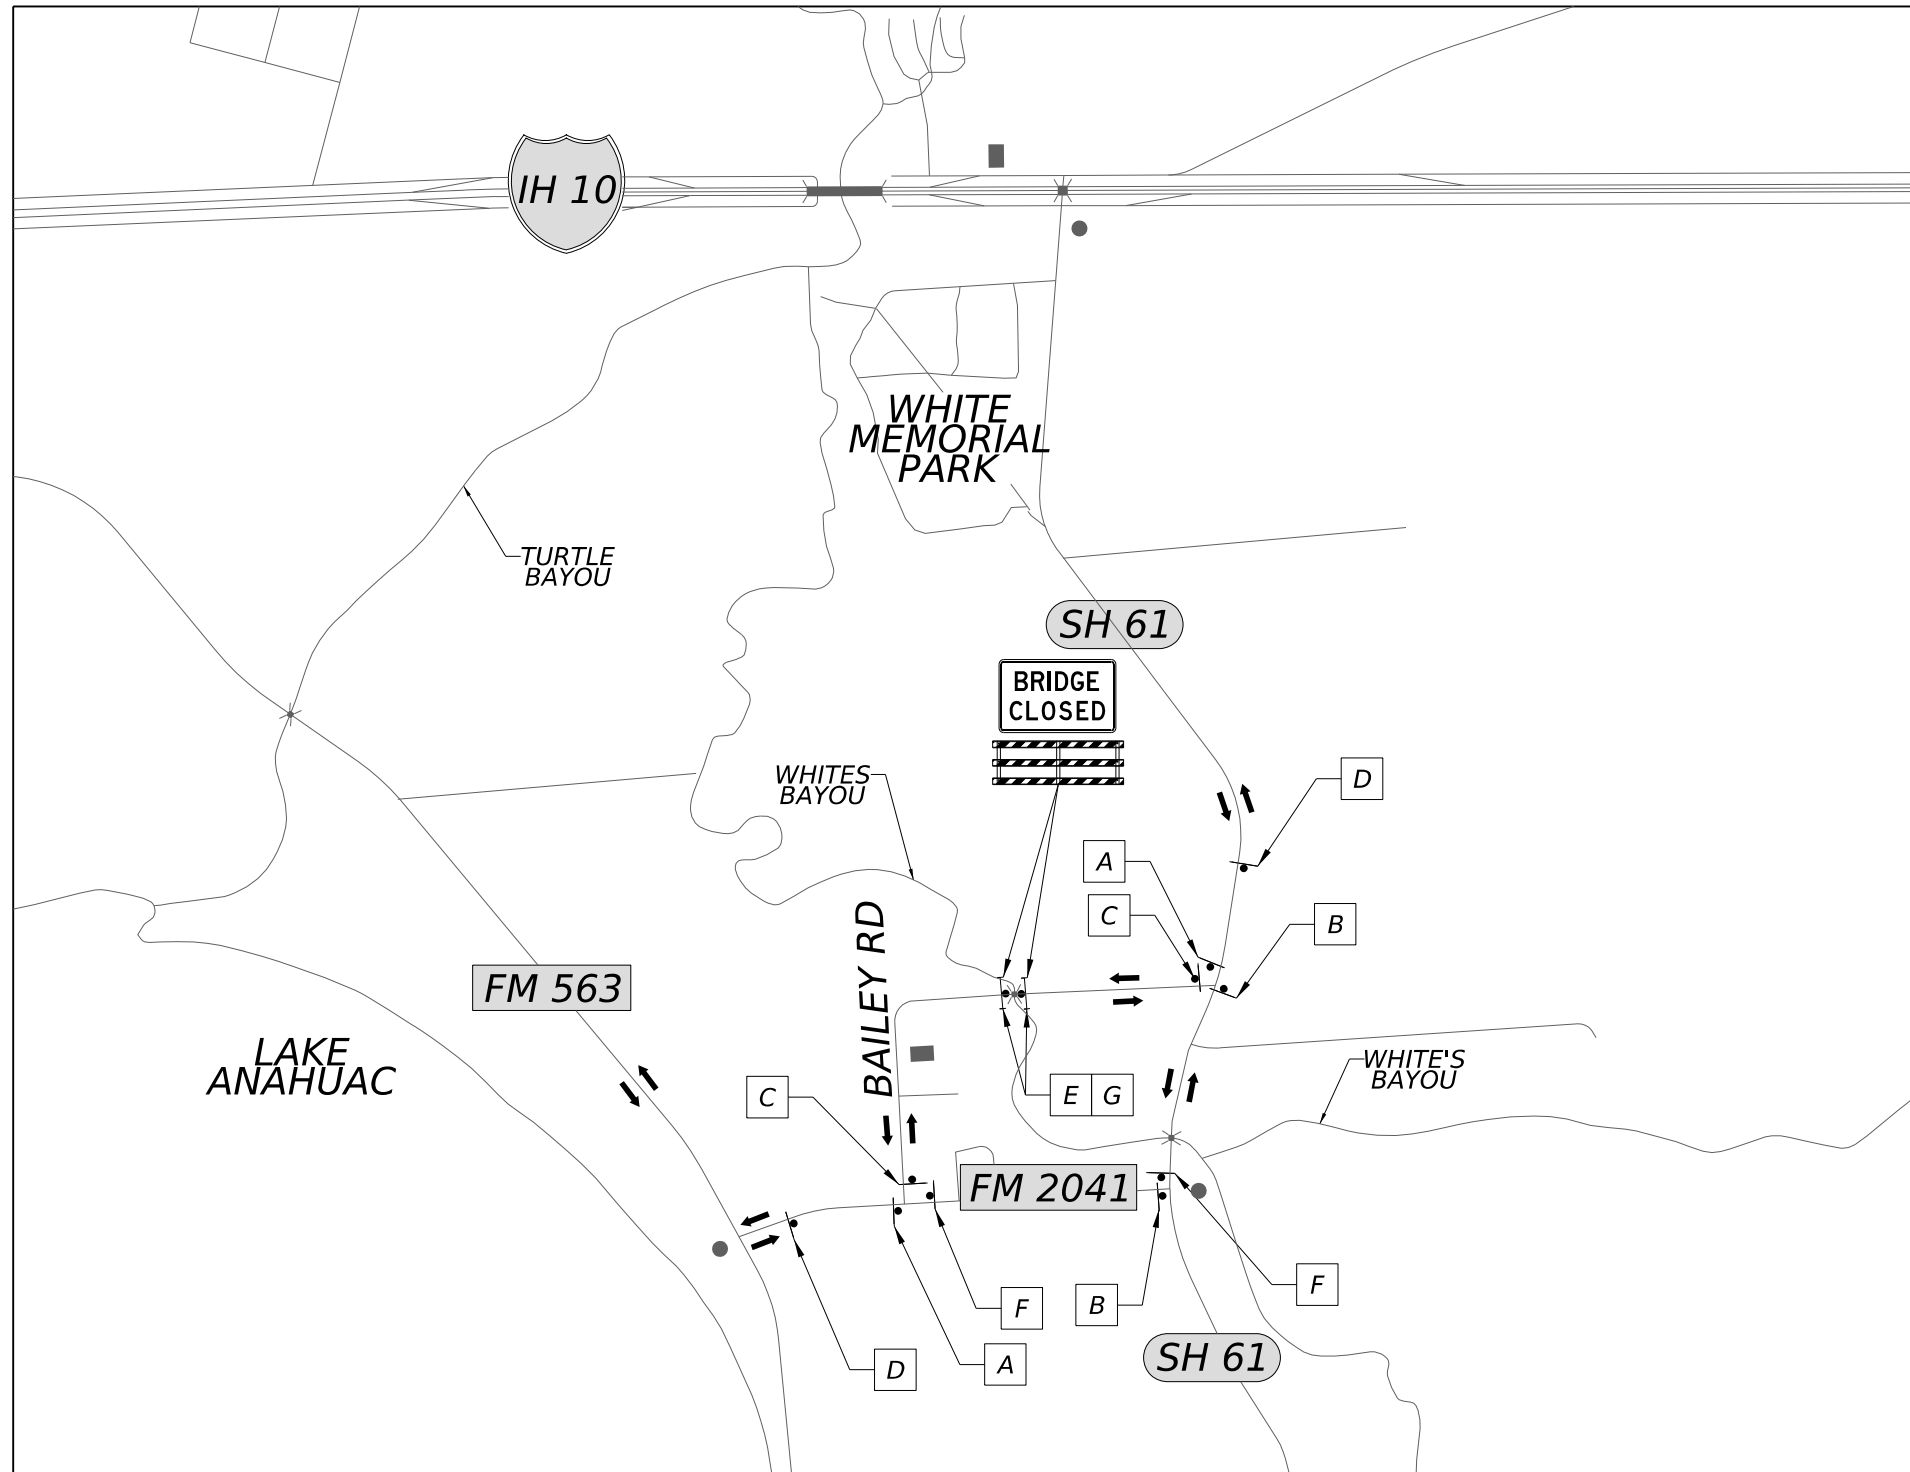 IH 10
WHITE
MEMORIAL
PARK
TURTLE
BAYOU
SH 61
BRIDGE
CLOSED
WHITES
BAYOU
D
A
C
B
BAILEY RD
FM 563
LAKE
ANAHUAC
WHITE'S
BAYOU
C
E G
FM 2041
F
F
B
D
A
SH 61